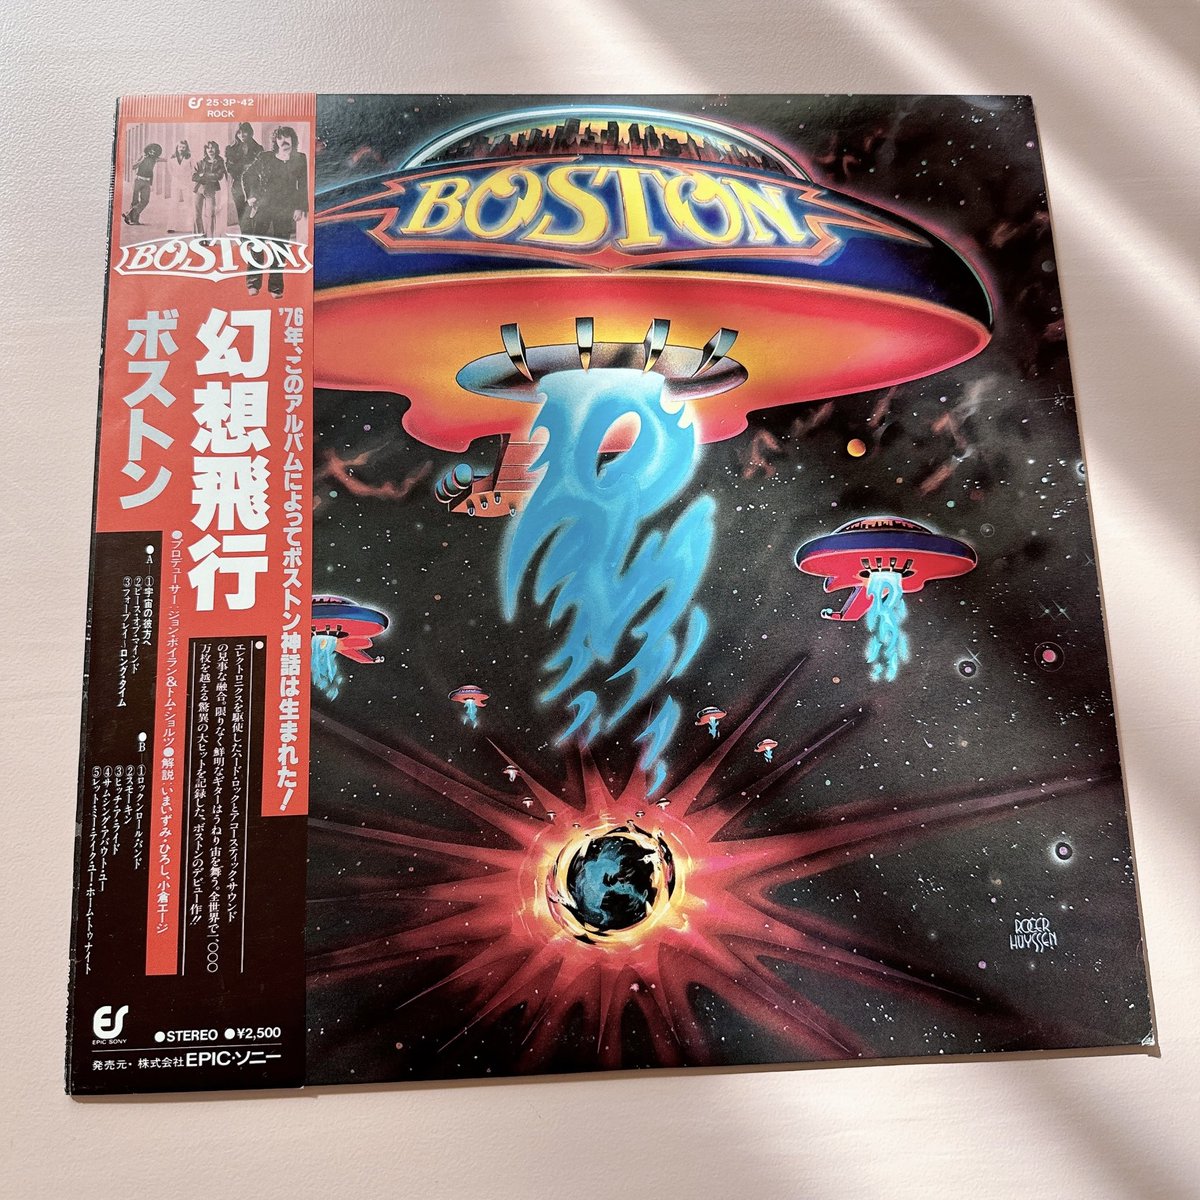 ES 25・3P-42
ROCK
BOSTON
'76年、このアルバムによってボストン神話は生まれた!
幻想飛行
ボストン
●プロデューサー:ジョン・ボイラン&トム・ショルツ●解説:いまいずみ・ひろし、小倉エージ
●エレクトロニクスを駆使したハード・ロックとアコースティック・サウンド
の見事な融合。限りなく鮮明なギターはうねり宙を舞う。全世界で1,000
万枚を越える驚異の大ヒットを記録した、ボストンのデビュー作!!
●A—①宇宙の彼方へ
②ピース・オブ・マインド
③フォープレイ〜ロング・タイム
●B—①ロックンロール・バンド
②スモーキン
③ヒッチ・ア・ライド
④サムシング・アバウト・ユー
⑤レット・ミー・テイク・ユー・ホーム・トゥナイト
ES
EPIC SONY
●STEREO ●¥2,500
発売元・株式会社EPIC・ソニー
BOSTON
ROGER
HUYSSEN